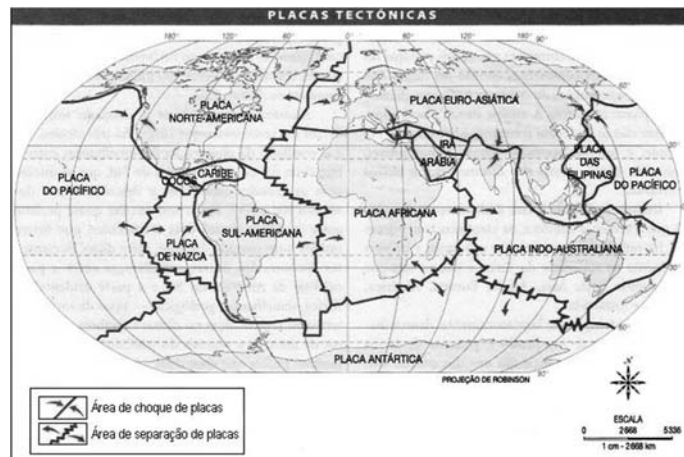 PLACAS TECTÔNICAS
180°
120°
60°
0°
60°
120°
180°
90°
PLACA
NORTE-AMERICANA
PLACA EURO-ASIÁTICA
PLACA
DO PACÍFICO
COCOS
CARIBE
IRÃ
ARÁBIA
PLACA
DAS
FILIPINAS
PLACA
DO PACÍFICO
PLACA
DE NAZCA
PLACA
SUL-AMERICANA
PLACA AFRICANA
PLACA INDO-AUSTRALIANA
PLACA ANTÁRTICA
PROJEÇÃO DE ROBINSON
Área de choque de placas
Área de separação de placas
N
ESCALA
0 2668 5336
1 cm - 2668 km